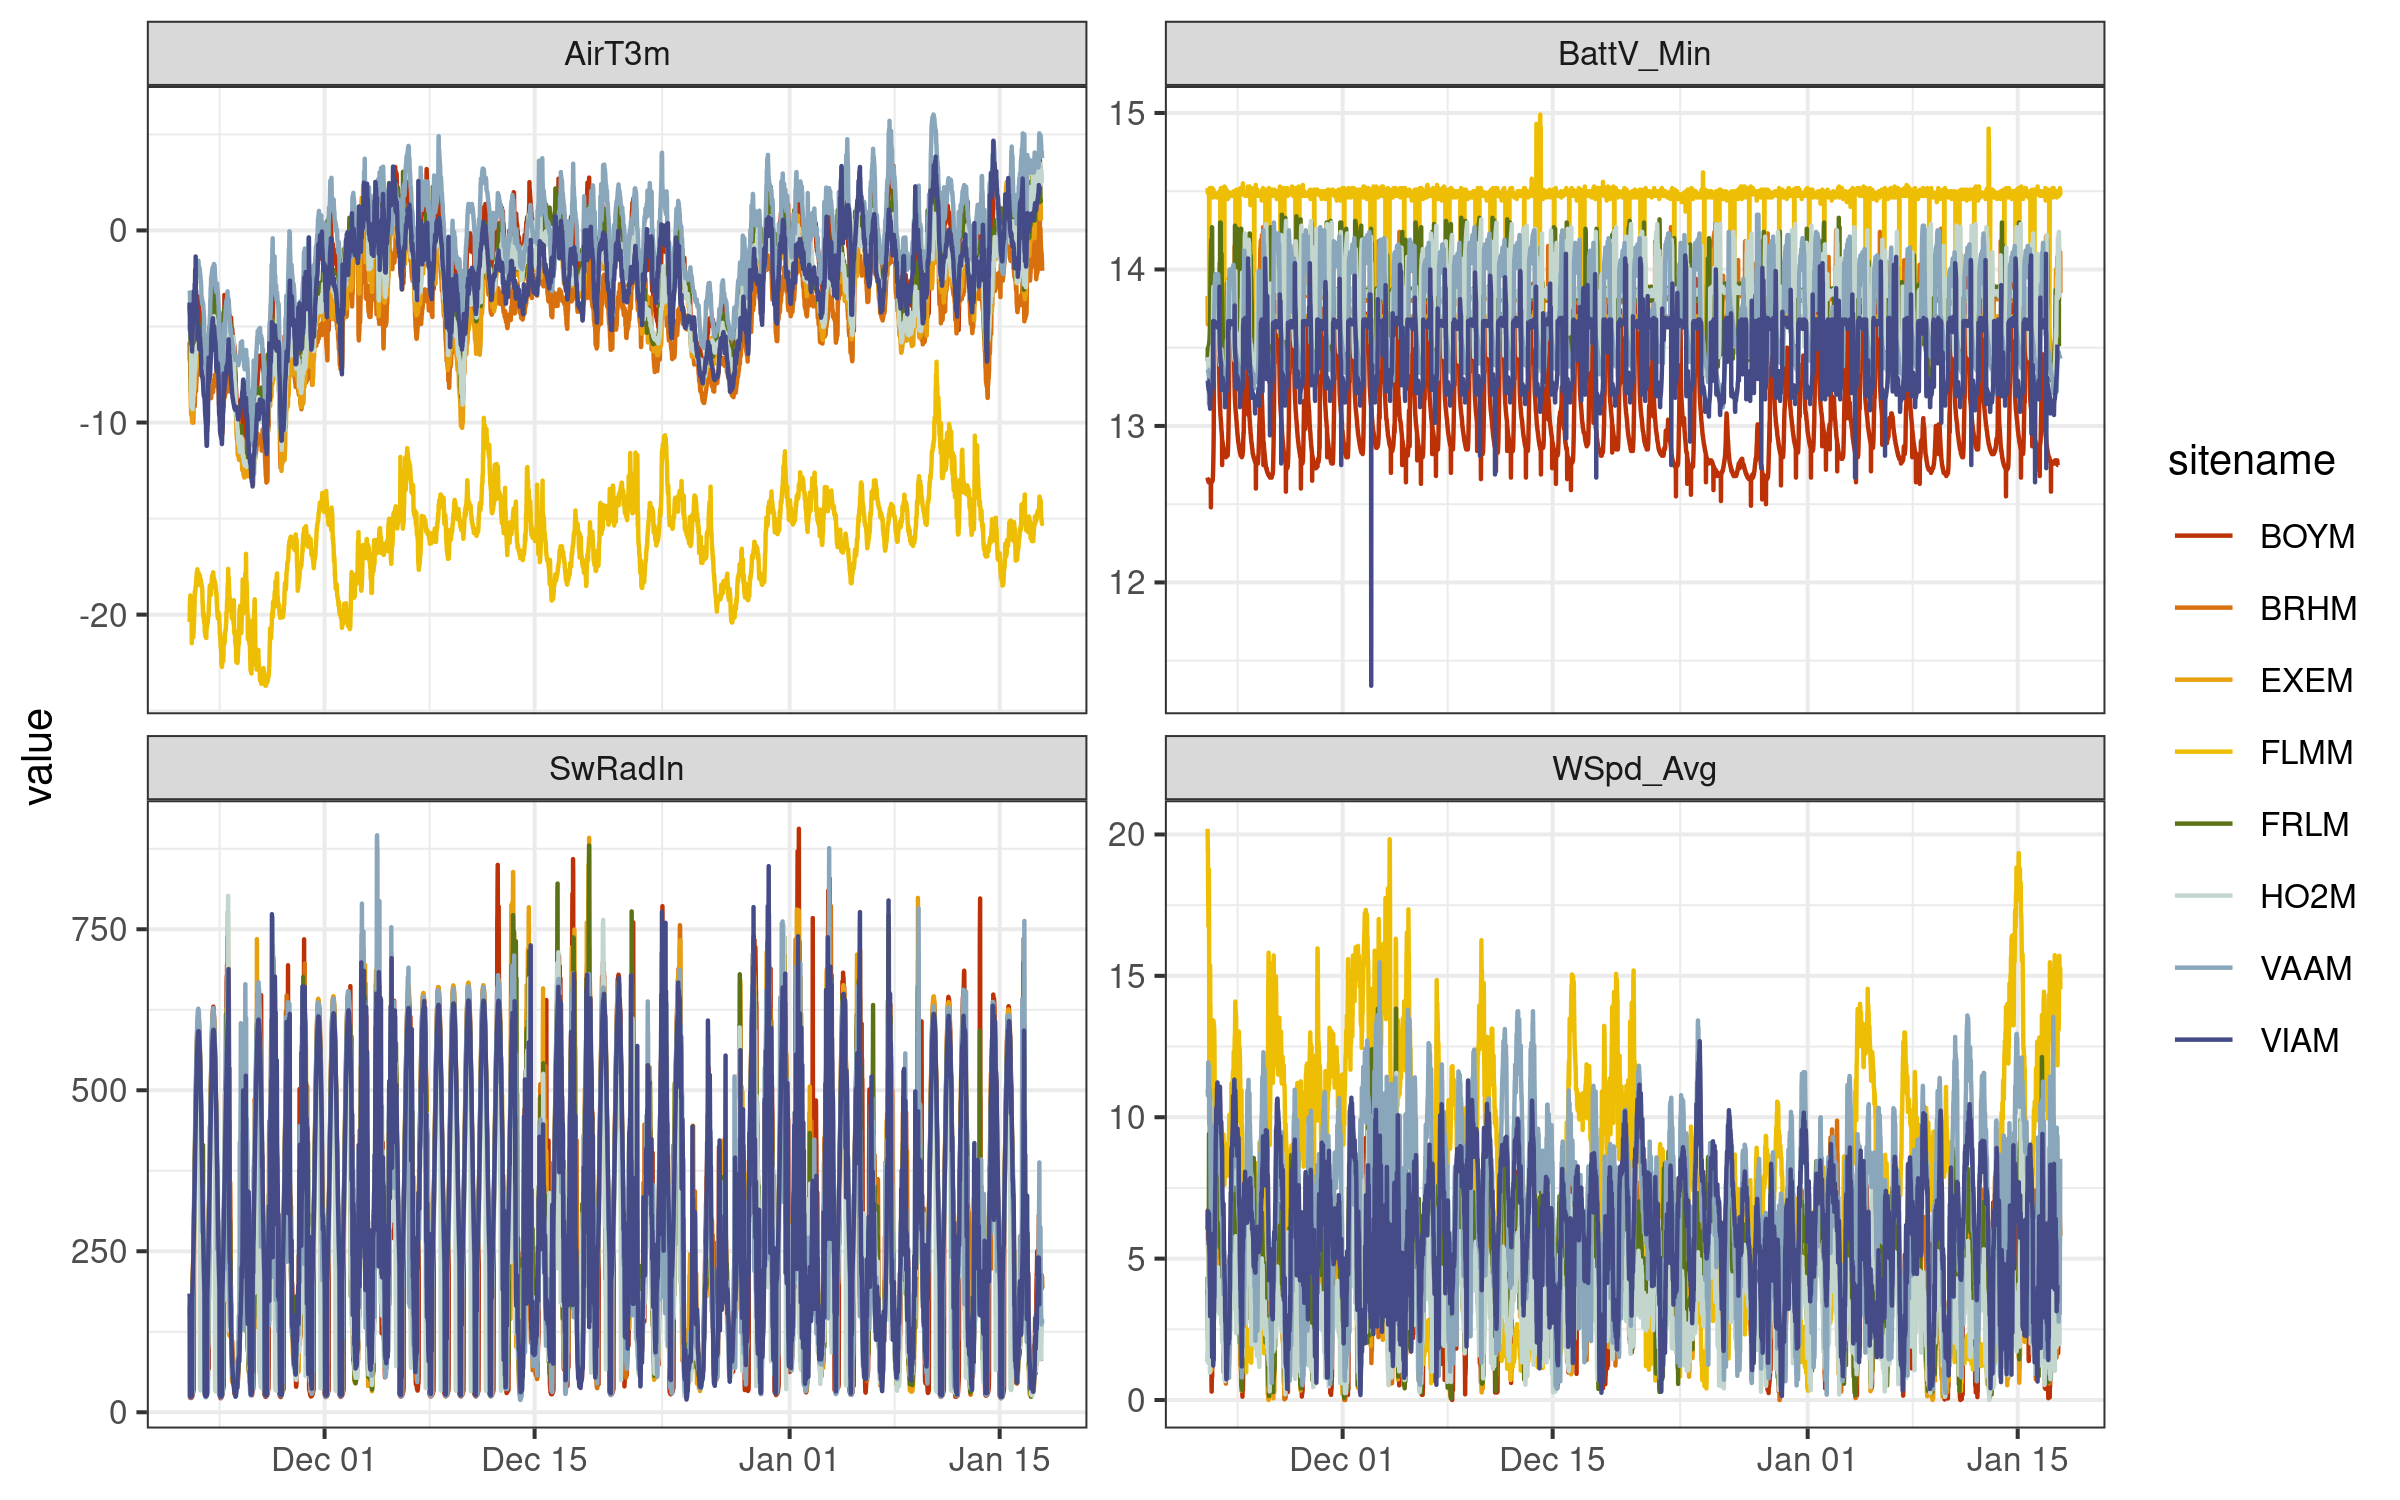 AirT3m
BattV_Min
0
-10
-20
15
14
13
12
value
SwRadIn
WSpd_Avg
750
500
250
0
20
15
10
5
0
Dec 01 Dec 15 Jan 01 Jan 15
Dec 01 Dec 15 Jan 01 Jan 15
sitename
BOYM
BRHM
EXEM
FLMM
FRLM
HO2M
VAAM
VIAM